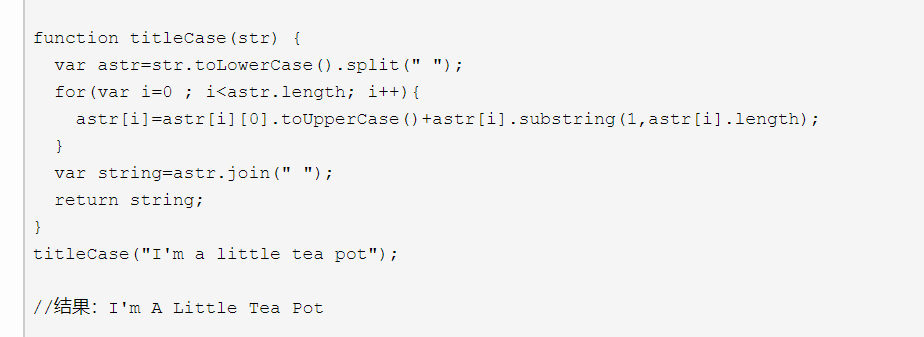 function titleCase(str) {
  var astr=str.toLowerCase().split(" ");
  for(var i=0 ; i<astr.length; i++){
    astr[i]=astr[i][0].toUpperCase()+astr[i].substring(1,astr[i].length);
  }
  var string=astr.join(" ");
  return string;
}
titleCase("I'm a little tea pot");
//结果：I'm A Little Tea Pot